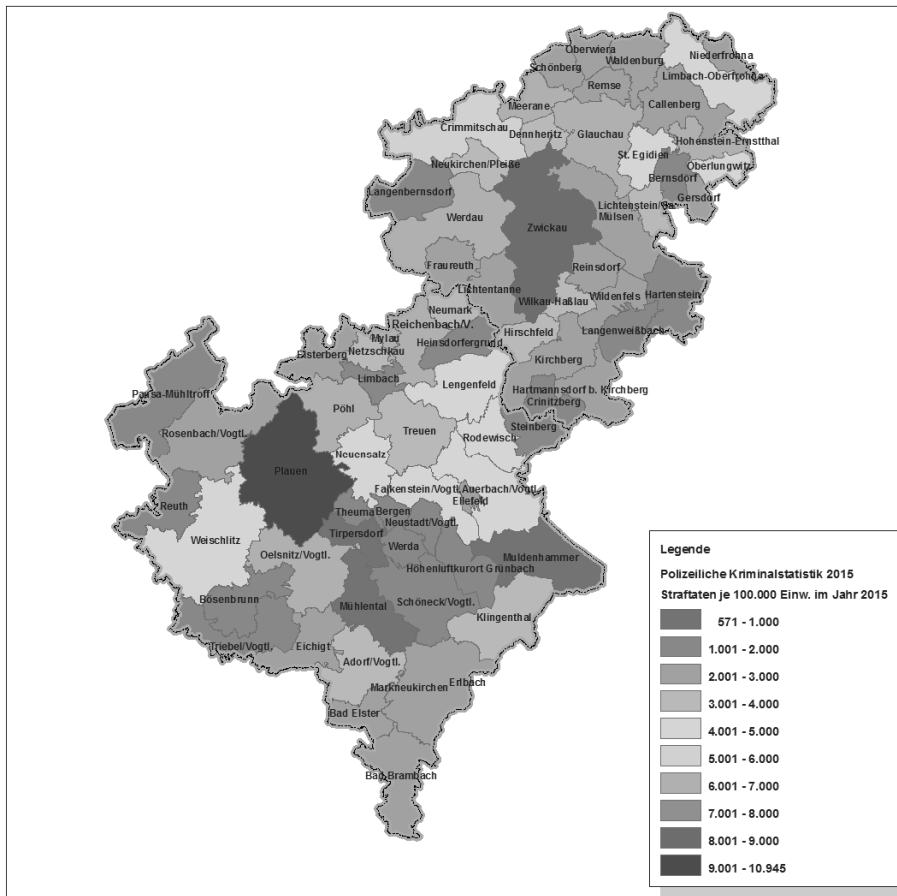 Oberwiera
Waldenburg
Niederfrohna
Schönberg
Limbach-Oberfrohna
Remse
Callenberg
Meerane
Crimmitschau
Dennheritz
Glauchau
Hohenstein-Ernstthal
St. Egidien
Oberlungwitz
Neukirchen/Pleiße
Bernsdorf
Langenbernsdorf
Gersdorf
Lichtenstein/Sa.
Werdau
Mülsen
Zwickau
Fraureuth
Reinsdorf
Lichtentanne
Wildenfels
Hartenstein
Wilkau-Haßlau
Neumark
Reichenbach/V.
Hirschfeld
Langenweißbach
Mylau
Heinsdorfergrund
Elsterberg
Netzschkau
Kirchberg
Limbach
Lengenfeld
Hartmannsdorf b. Kirchberg
Pausa-Mühltroff
Crinitzberg
Pöhl
Steinberg
Rosenbach/Vogtl.
Treuen
Rodewisch
Neuensalz
Plauen
Falkenstein/Vogtl.
Auerbach/Vogtl.
Ellefeld
Reuth
Theuma
Bergen
Neustadt/Vogtl.
Tirpersdorf
Weischlitz
Werda
Oelsnitz/Vogtl.
Muldenhammer
Höhenluftkurort Grünbach
Bösenbrunn
Mühlental
Schöneck/Vogtl.
Klingenthal
Triebel/Vogtl.
Eichigt
Adorf/Vogtl.
Erlbach
Markneukirchen
Bad Elster
Bad Brambach
Legende
Polizeiliche Kriminalstatistik 2015
Straftaten je 100.000 Einw. im Jahr 2015
571 - 1.000
1.001 - 2.000
2.001 - 3.000
3.001 - 4.000
4.001 - 5.000
5.001 - 6.000
6.001 - 7.000
7.001 - 8.000
8.001 - 9.000
9.001 - 10.945